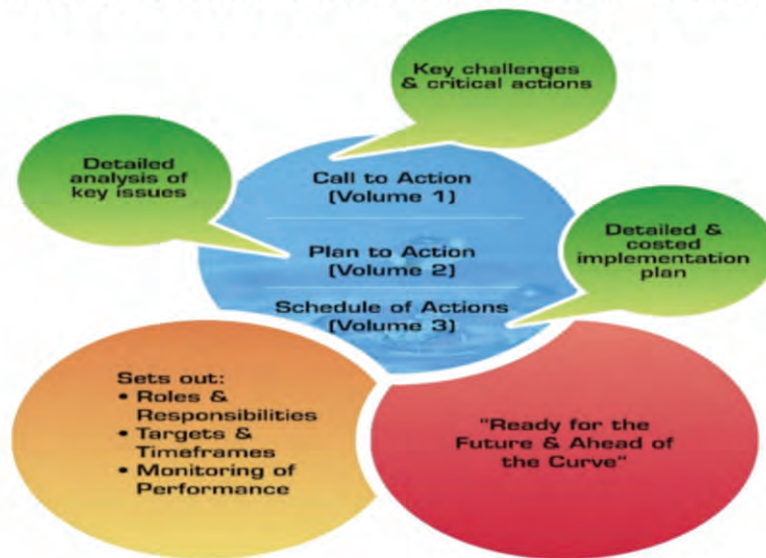 Key challenges
& critical actions
Detailed
analysis of
key issues
Call to Action
(Volume 1)
Detailed &
costed
implementation
plan
Plan to Action
(Volume 2)
Schedule of Actions
(Volume 3)
Sets out:
• Roles &
Responsibilities
• Targets &
Timeframes
• Monitoring of
Performance
"Ready for the
Future & Ahead of
the Curve"